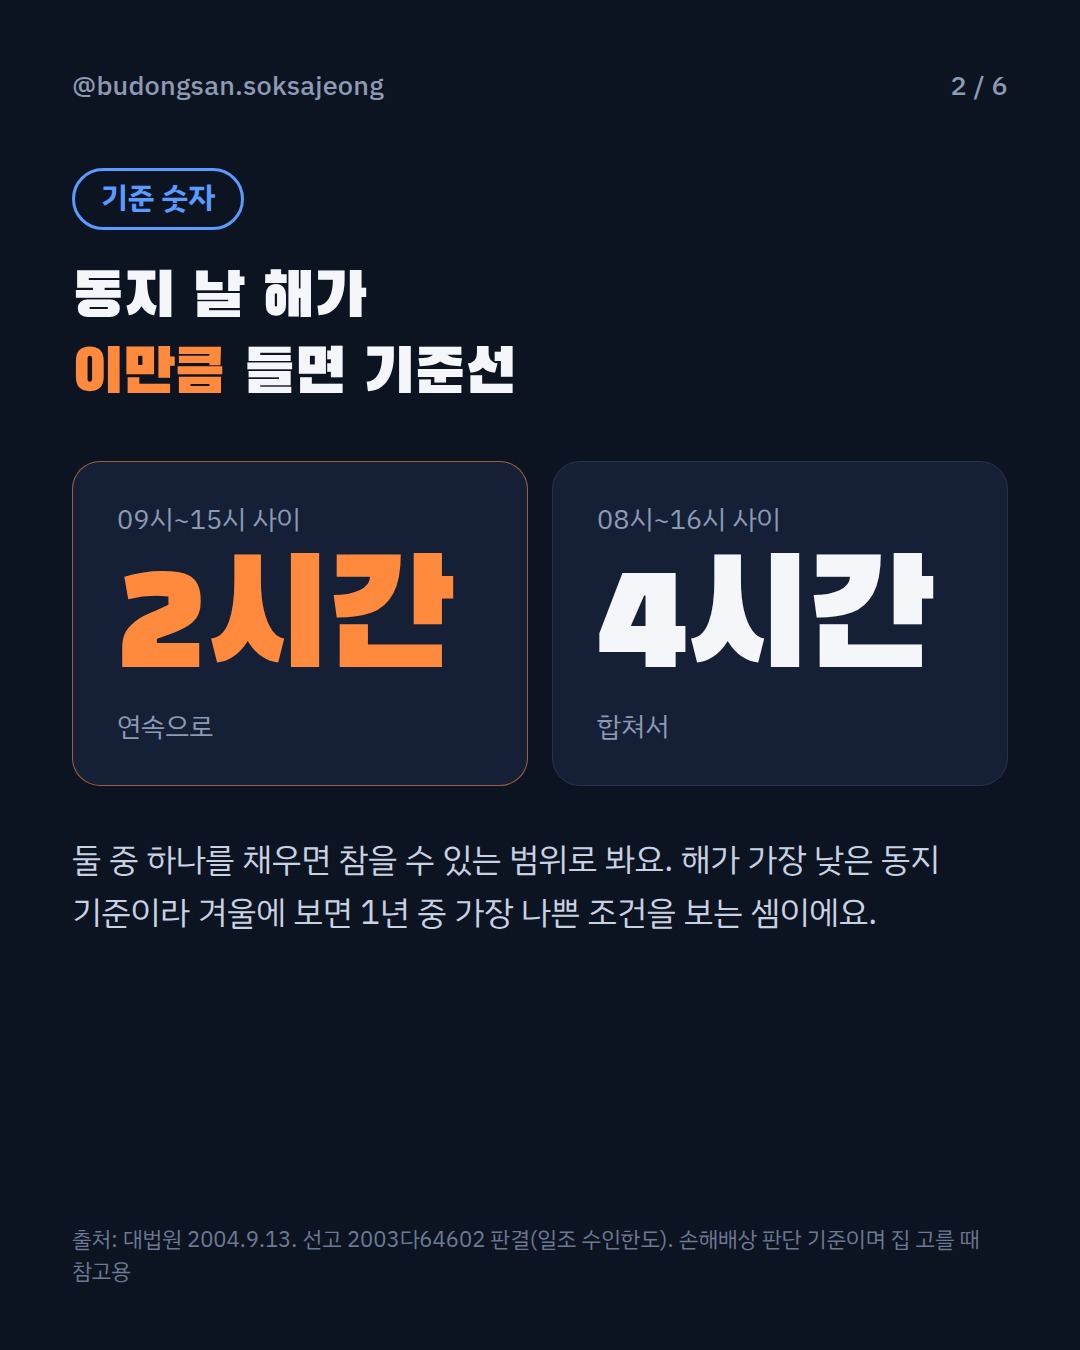 @budongsan.soksajeong
2 / 6
기준 숫자
동지 날 해가
이만큼 들면 기준선
09시~15시 사이
2시간
연속으로
08시~16시 사이
4시간
합쳐서
둘 중 하나를 채우면 참을 수 있는 범위로 봐요. 해가 가장 낮은 동지
기준이라 겨울에 보면 1년 중 가장 나쁜 조건을 보는 셈이에요.
출처: 대법원 2004.9.13. 선고 2003다64602 판결(일조 수인한도). 손해배상 판단 기준이며 집 고를 때
참고용